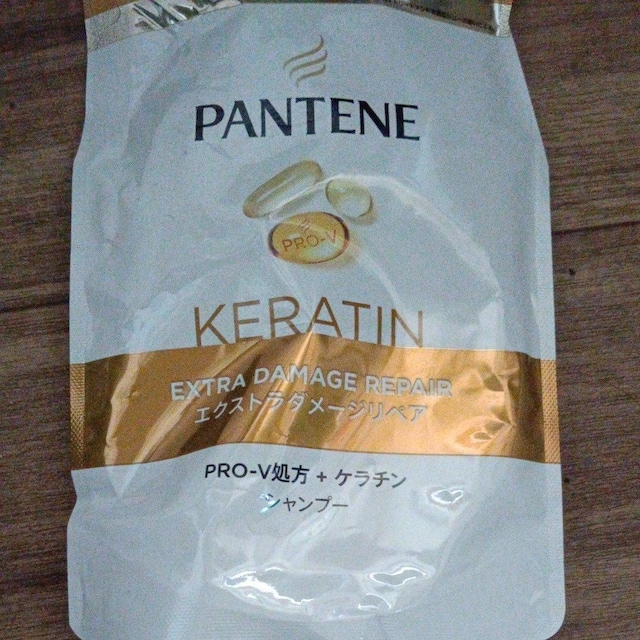 PANTENE
PRO-V
KERATIN
EXTRA DAMAGE REPAIR
エクストラダメージリペア
PRO-V処方 + ケラチン
シャンプー